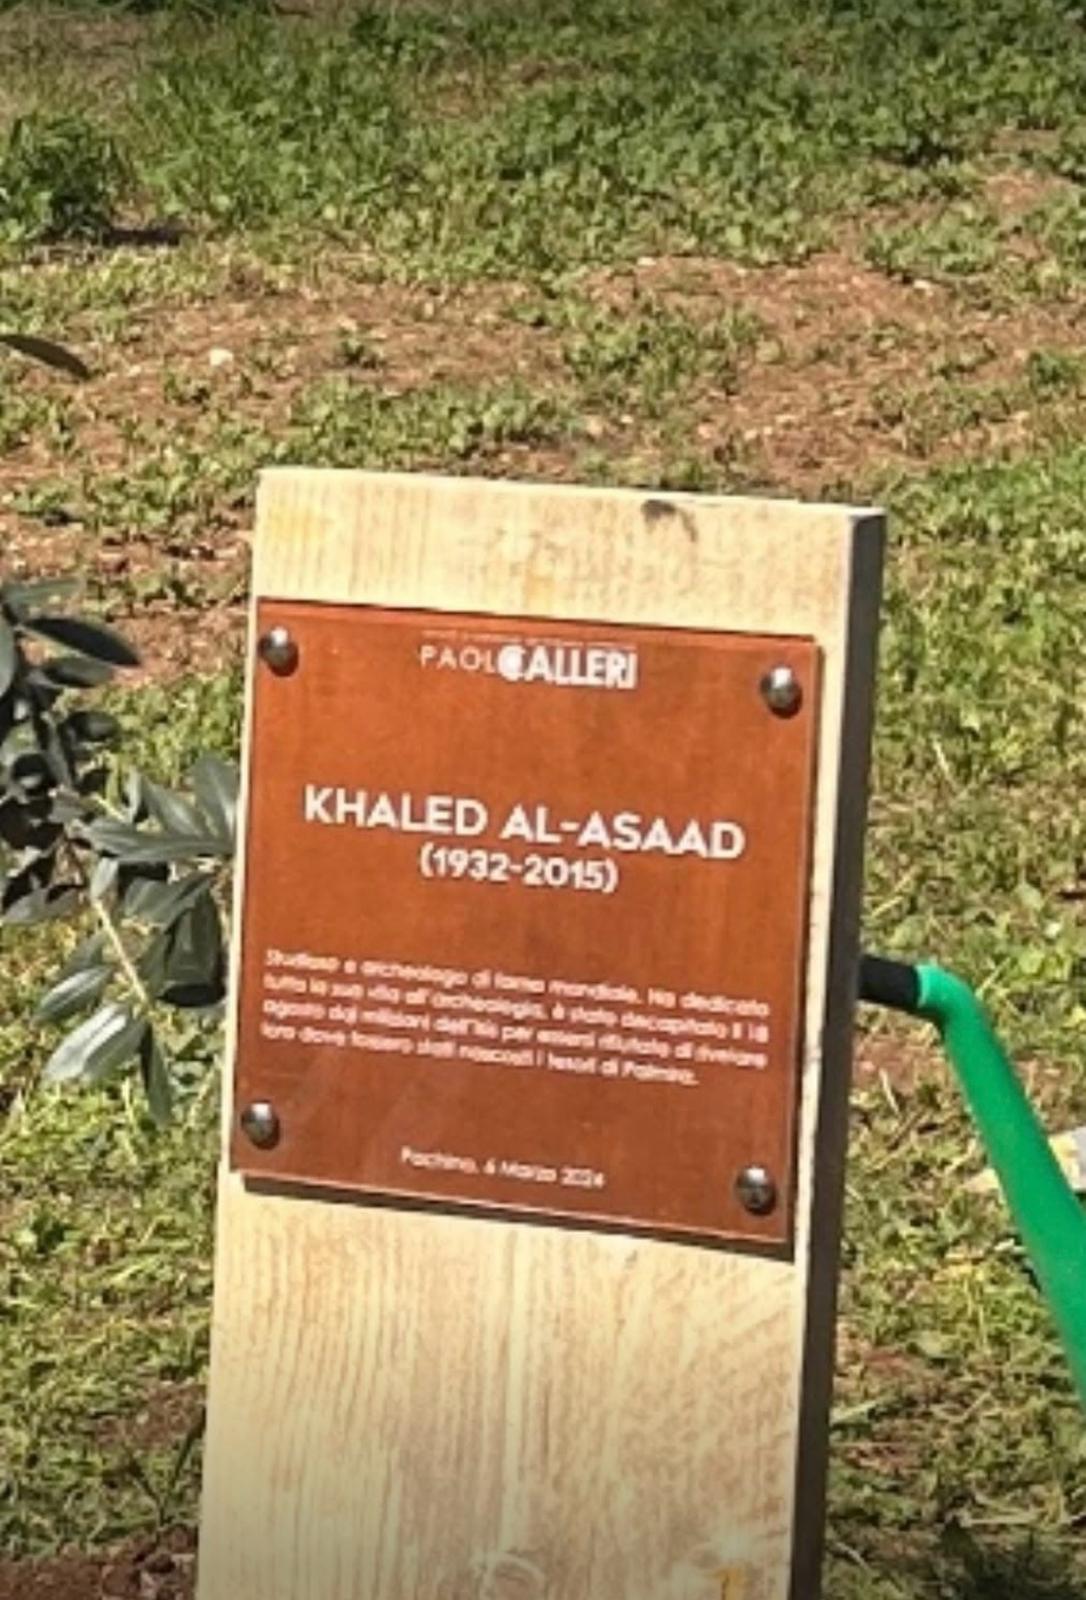 PAOLO CALLERI
KHALED AL-ASAAD
(1932-2015)
Studioso e archeologo di fama mondiale. Ha dedicato
tutta la sua vita all'archeologia, è stato decapitato il 18
agosto dai miliziani dell'Isis per essersi rifiutato di rivelare
loro dove fossero stati nascosti i tesori di Palmira.
Pachino, 6 Marzo 2024